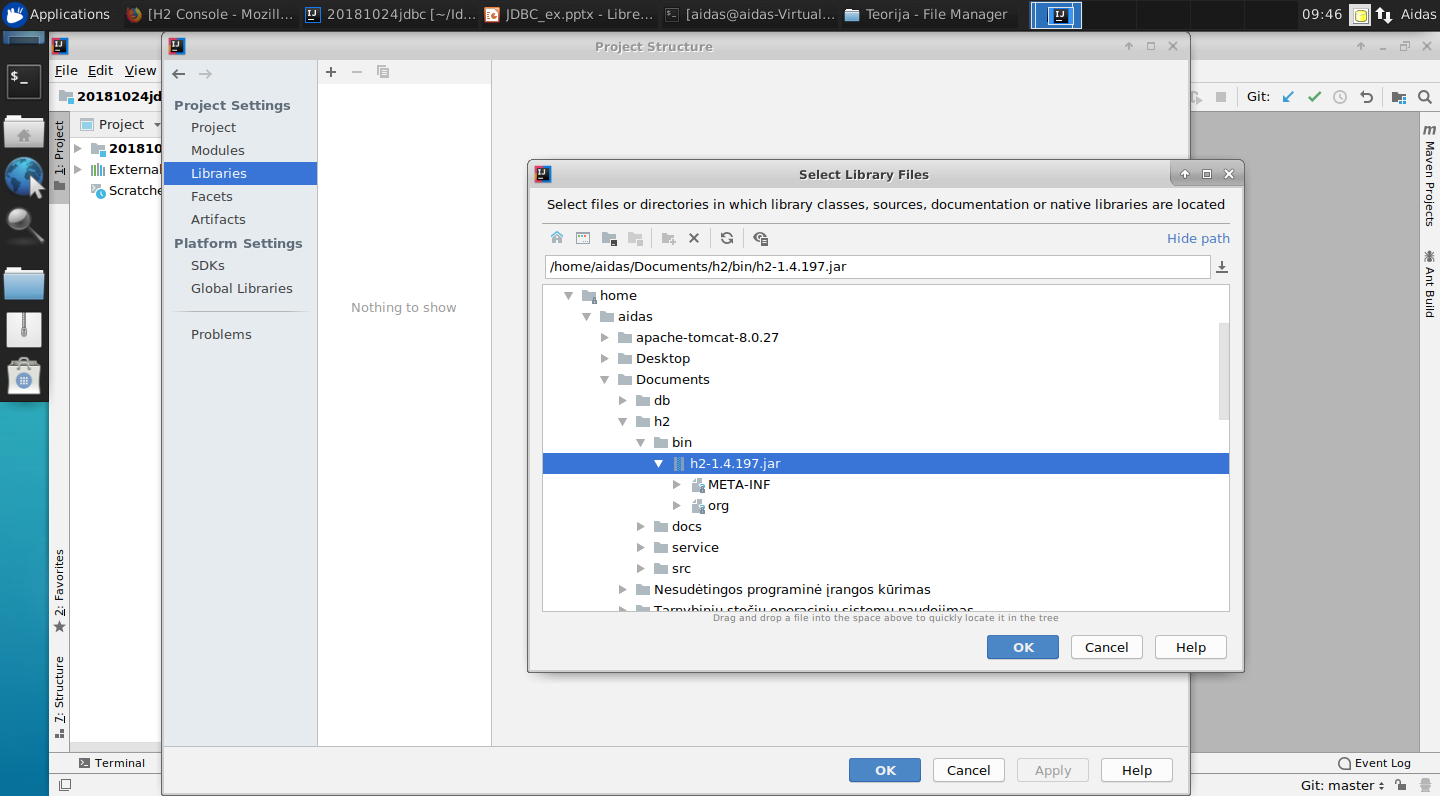 Applications
[H2 Console - Mozill...
20181024jdbc [~/Id...
JDBC_ex.pptx - Libre...
[aidas@aidas-Virtual...
Teorija - File Manager
09:46
Aidas
Project Structure
File Edit View
20181024jd
Git:
1: Project
Project
201810
External
Scratche
2: Favorites
7: Structure
Project Settings
Project
Modules
Libraries
Facets
Artifacts
Platform Settings
SDKs
Global Libraries
Problems
Nothing to show
Select Library Files
Select files or directories in which library classes, sources, documentation or native libraries are located
Hide path
/home/aidas/Documents/h2/bin/h2-1.4.197.jar
home
aidas
apache-tomcat-8.0.27
Desktop
Documents
db
h2
bin
h2-1.4.197.jar
META-INF
org
docs
service
src
Nesudėtingos programinė įrangos kūrimas
Tarnybinių stočių operacinių sistemų naudojimas
Drag and drop a file into the space above to quickly locate it in the tree
OK Cancel Help
OK Cancel Apply Help
m Maven Projects
Ant Build
Terminal
Event Log
Git: master